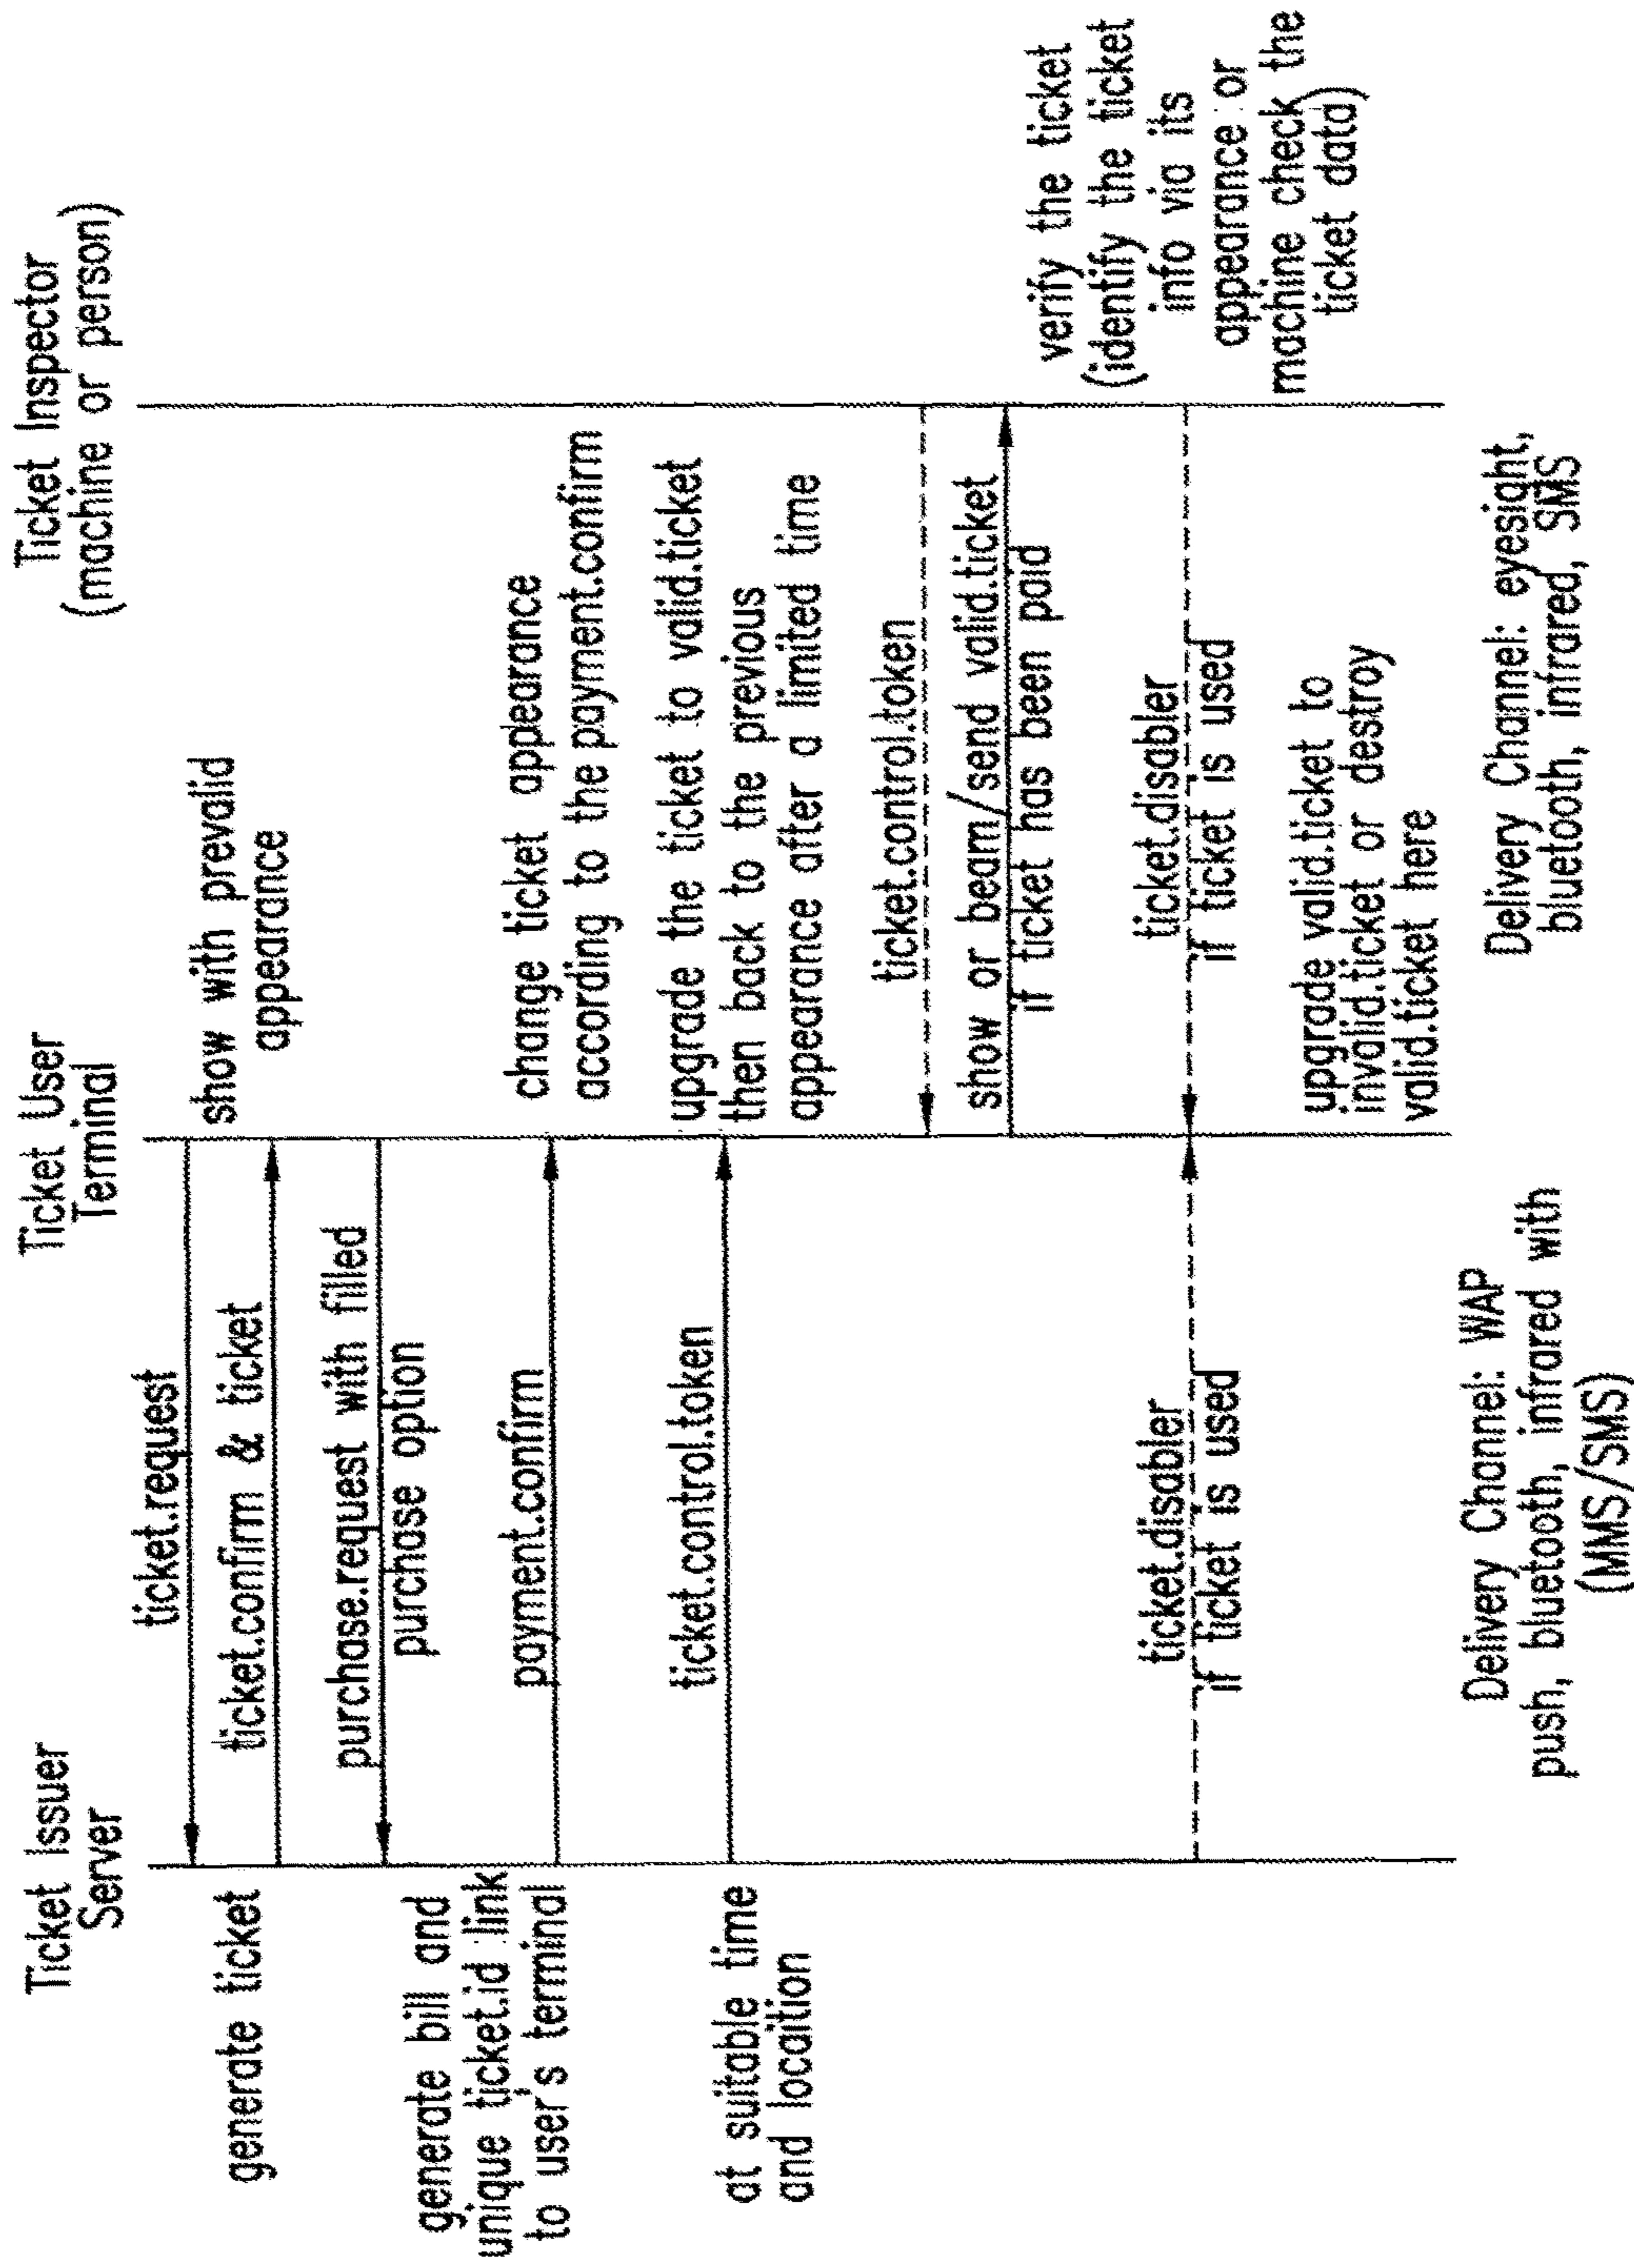 Ticket Issuer
Server
Ticket User
Terminal
Ticket Inspector
(machine or person)
ticket.request
show with prevalid
appearance
generate ticket
ticket.confirm & ticket
purchase.request with filled
purchase option
generate bill and
unique ticket.id link
to user's terminal
payment.confirm
change ticket appearance
according to the payment.confirm
at suitable time
and location
ticket.control.token
upgrade the ticket to valid.ticket
then back to the previous
appearance after a limited time
ticket.control.token
show or beam/send valid.ticket
if ticket has been paid
verify the ticket
(identify the ticket
info via its
appearance or
machine check the
ticket data)
ticket.disabler
if ticket is used
ticket.disabler
if ticket is used
upgrade valid.ticket to
invalid.ticket or destroy
valid.ticket here
Delivery Channel: WAP
push, bluetooth, infrared with
(MMS/SMS)
Delivery Channel: eyesight,
bluetooth, infrared, SMS